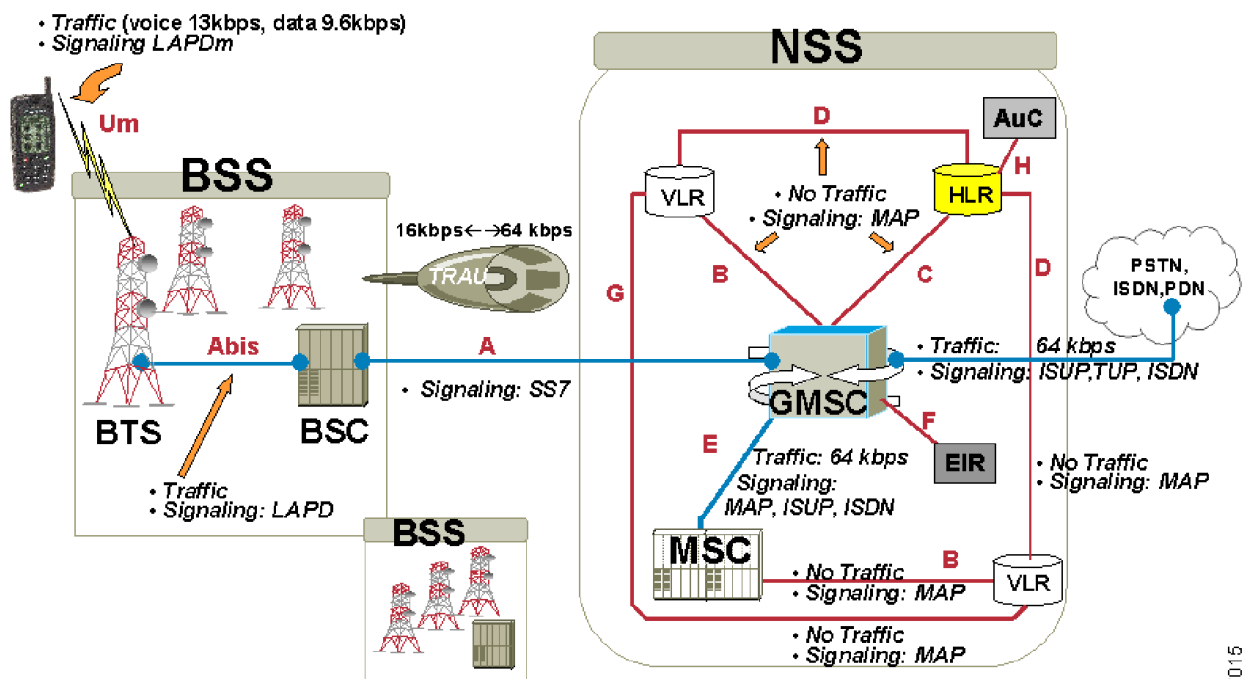 • Traffic (voice 13kbps, data 9.6kbps)
• Signaling LAPDm
Um
BSS
16kbps←→64 kbps
TRAU
Abis
BTS
BSC
• Traffic
• Signaling: LAPD
BSS
A
• Signaling: SS7
NSS
D
AuC
H
VLR
HLR
• No Traffic
• Signaling: MAP
B
C
G
D
PSTN,
ISDN,PDN
GMSC
• Traffic: 64 kbps
• Signaling: ISUP,TUP, ISDN
F
EIR
E
Traffic: 64 kbps
Signaling:
MAP, ISUP, ISDN
• No Traffic
• Signaling: MAP
MSC
B
• No Traffic
• Signaling: MAP
VLR
• No Traffic
• Signaling: MAP
015